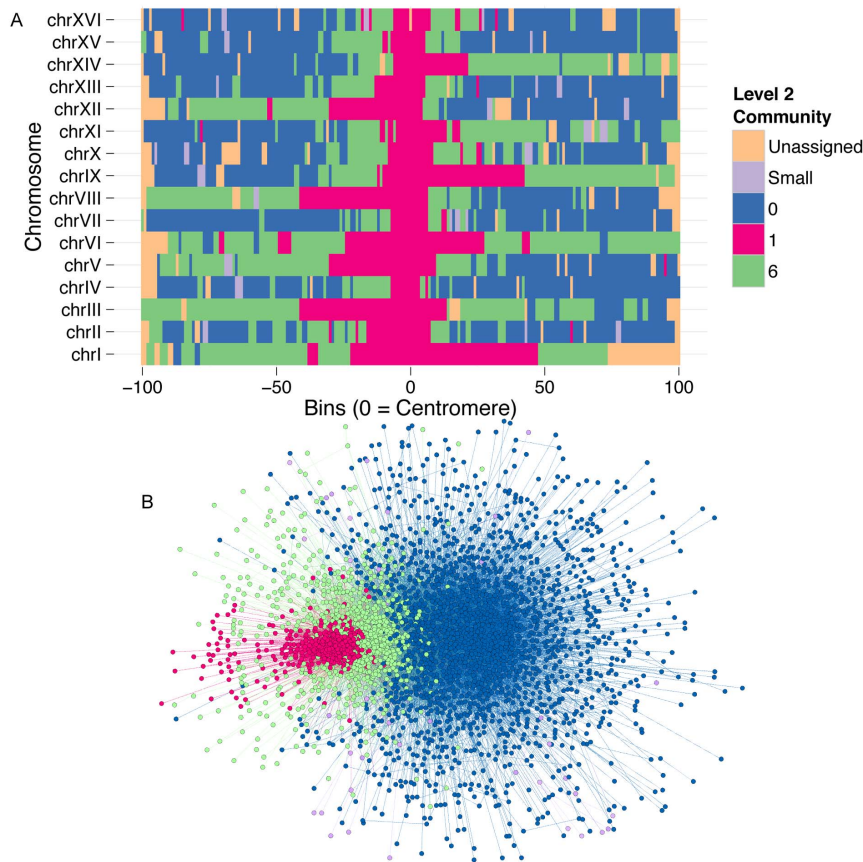 A
chrXVI
chrXV
chrXIV
chrXIII
chrXII
chrXI
chrX
chrIX
chrVIII
chrVII
chrVI
chrV
chrIV
chrIII
chrII
chrI
Chromosome
−100 −50 0 50 100
Bins (0 = Centromere)
Level 2
Community
Unassigned
Small
0
1
6
B